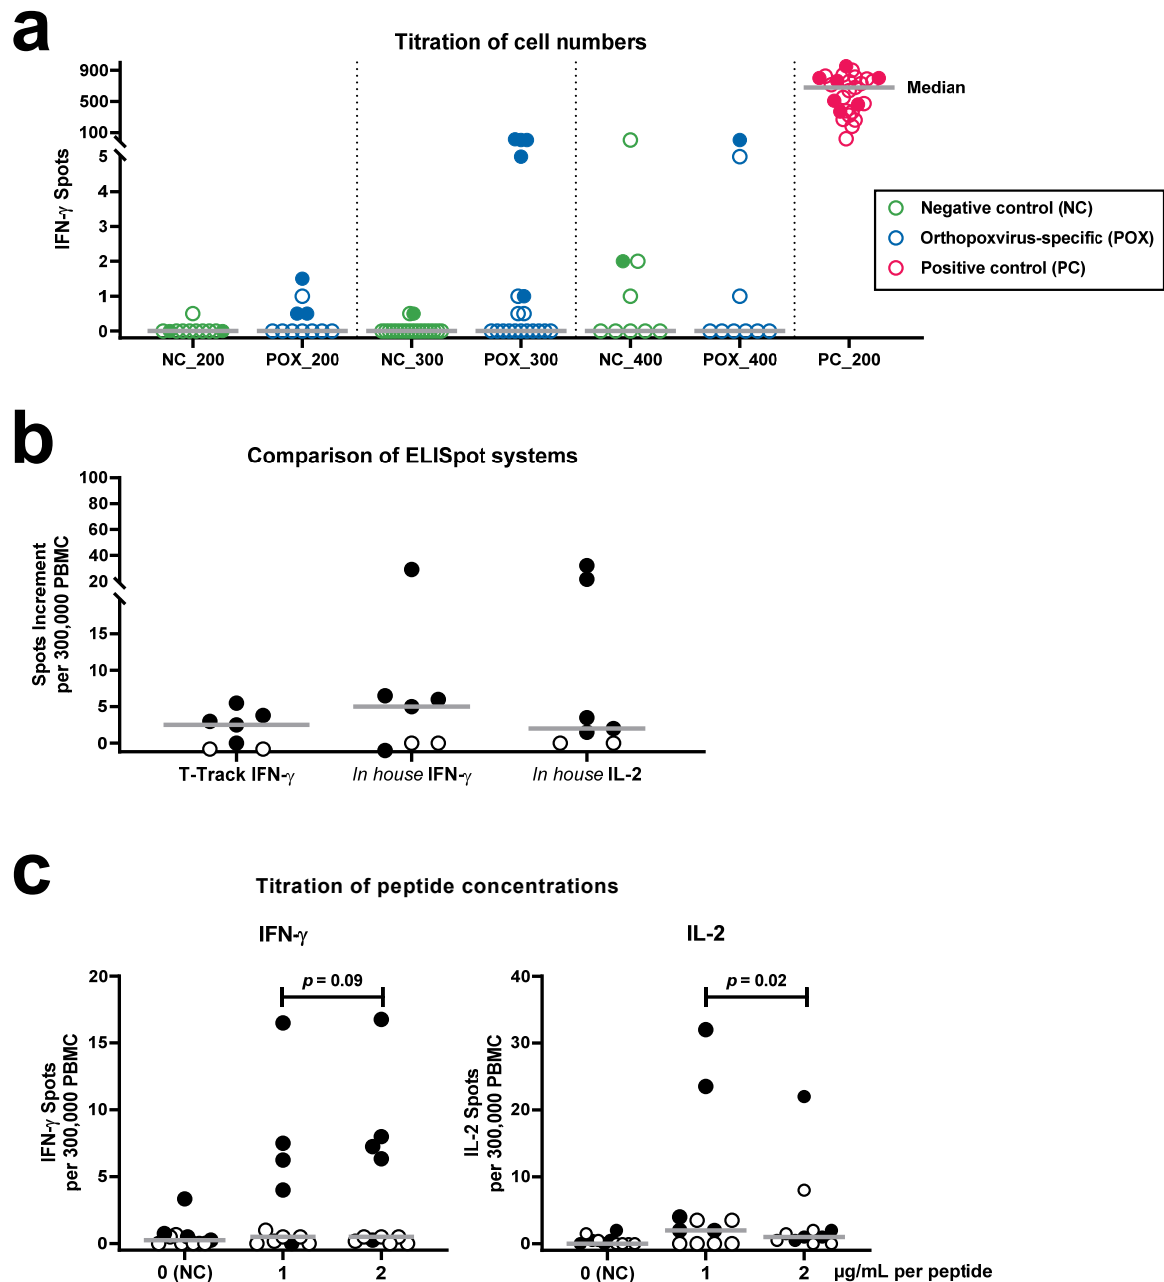 a
Titration of cell numbers
IFN-γ Spots
900
500
100
5
4
3
2
1
0
Median
Negative control (NC)
Orthopoxvirus-specific (POX)
Positive control (PC)
NC_200 POX_200 NC_300 POX_300 NC_400 POX_400 PC_200
b
Comparison of ELISpot systems
Spots Increment
per 300,000 PBMC
100
80
60
40
20
15
10
5
0
T-Track IFN-γ In house IFN-γ In house IL-2
c
Titration of peptide concentrations
IFN-γ
IFN-γ Spots
per 300,000 PBMC
20
15
10
5
0
p = 0.09
0 (NC) 1 2
IL-2
IL-2 Spots
per 300,000 PBMC
40
30
20
10
0
p = 0.02
0 (NC) 1 2 µg/mL per peptide